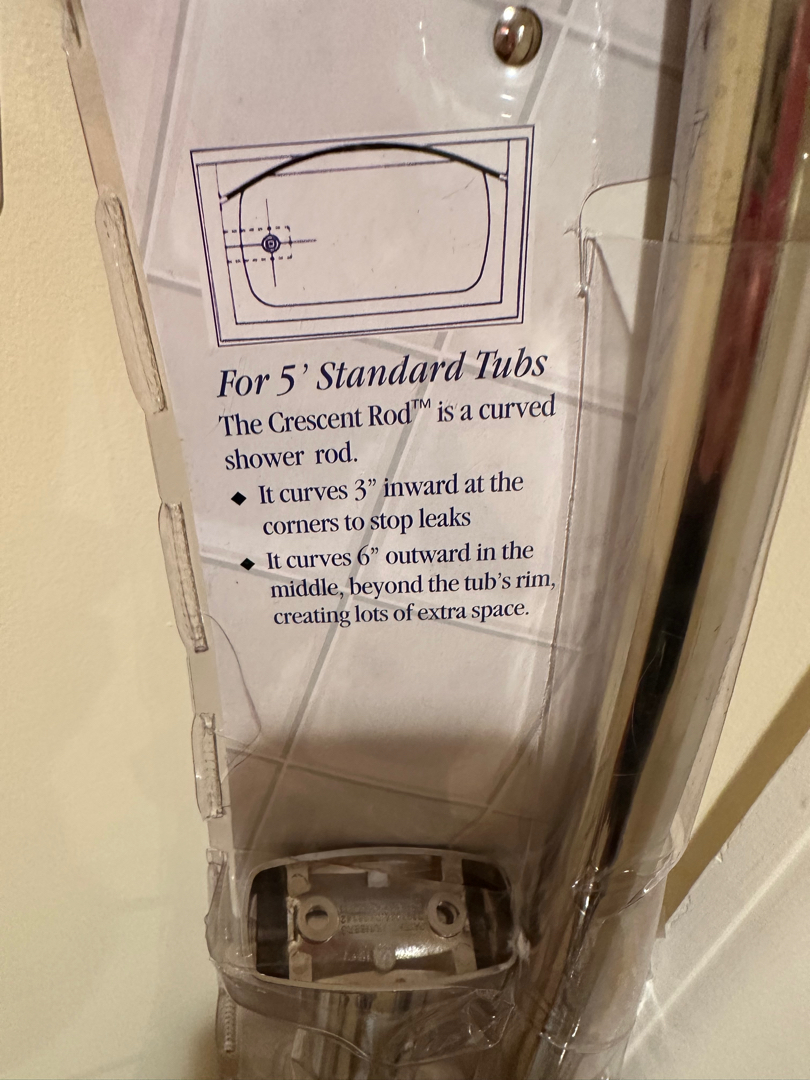 For 5’ Standard Tubs
The Crescent Rod™ is a curved
shower rod.
◆ It curves 3” inward at the
corners to stop leaks
◆ It curves 6” outward in the
middle, beyond the tub’s rim,
creating lots of extra space.